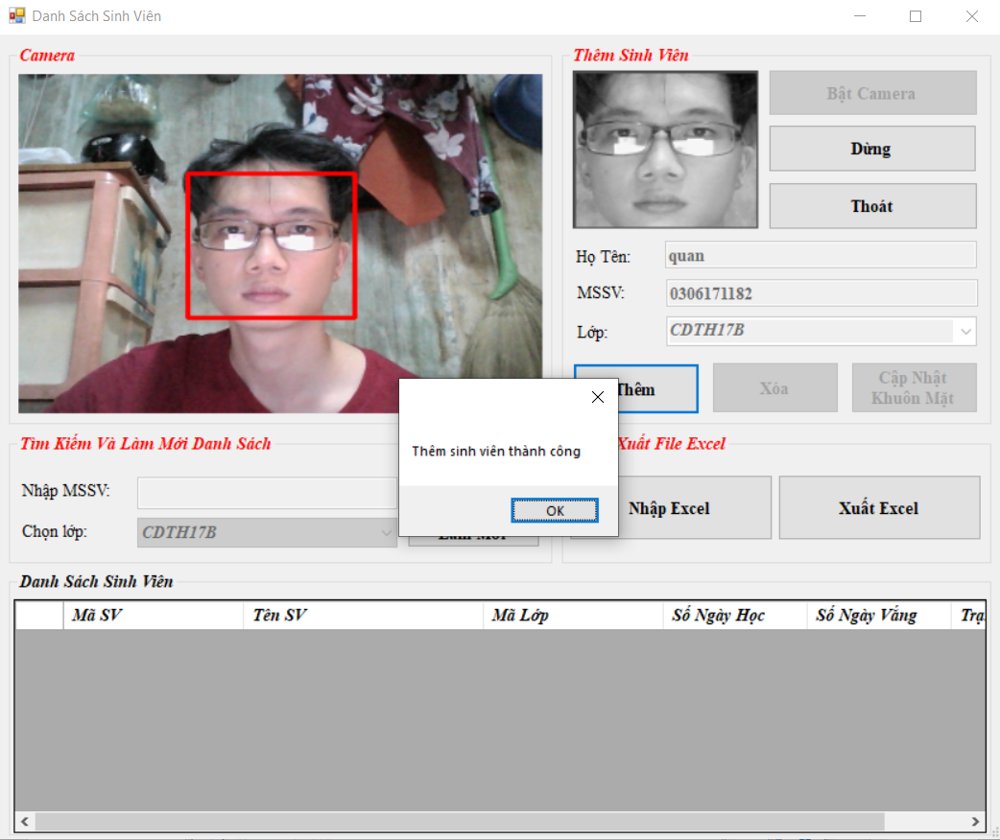 Danh Sách Sinh Viên
Camera
Thêm Sinh Viên
Bật Camera
Dừng
Thoát
Họ Tên:
quan
MSSV:
0306171182
Lớp:
CDTH17B
Thêm
Xóa
Cập Nhật
Khuôn Mặt
Tìm Kiếm Và Làm Mới Danh Sách
Nhập MSSV:
Chọn lớp:
CDTH17B
Làm Mới
Thêm sinh viên thành công
OK
Xuất File Excel
Nhập Excel
Xuất Excel
Danh Sách Sinh Viên
Mã SV
Tên SV
Mã Lớp
Số Ngày Học
Số Ngày Vắng